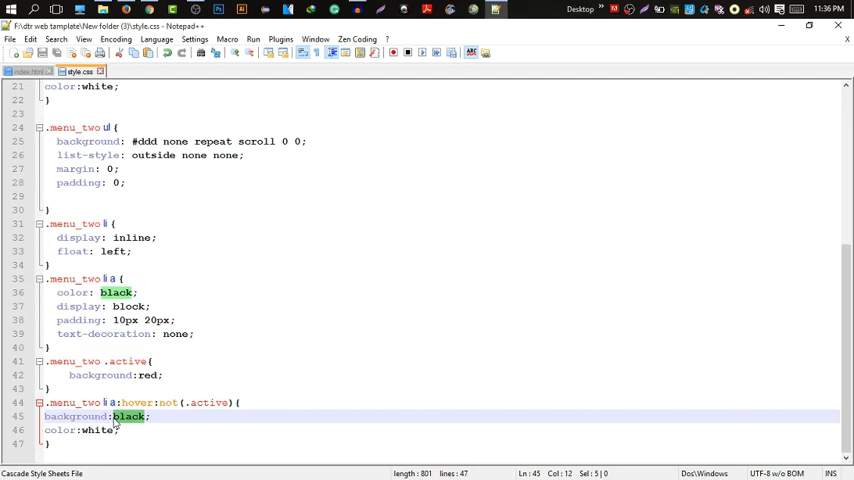 Desktop »
11:36 PM
F:\dtr web tamplate\New folder (3)\style.css - Notepad++
File Edit Search View Encoding Language Settings Macro Run Plugins Window Zen Coding ?
X
index.html style.css
21 color:white;
22 }
23
24 .menu_two ul{
25 background: #ddd none repeat scroll 0 0;
26 list-style: outside none none;
27 margin: 0;
28 padding: 0;
29
30 }
31 .menu_two li {
32 display: inline;
33 float: left;
34 }
35 .menu_two li a {
36 color: black;
37 display: block;
38 padding: 10px 20px;
39 text-decoration: none;
40 }
41 .menu_two .active{
42 background:red;
43 }
44 .menu_two li a:hover:not(.active){
45 background:black;
46 color:white;
47 }
Cascade Style Sheets File length : 801 lines : 47 Ln : 45 Col : 12 Sel : 5 | 0 Dos\Windows UTF-8 w/o BOM INS